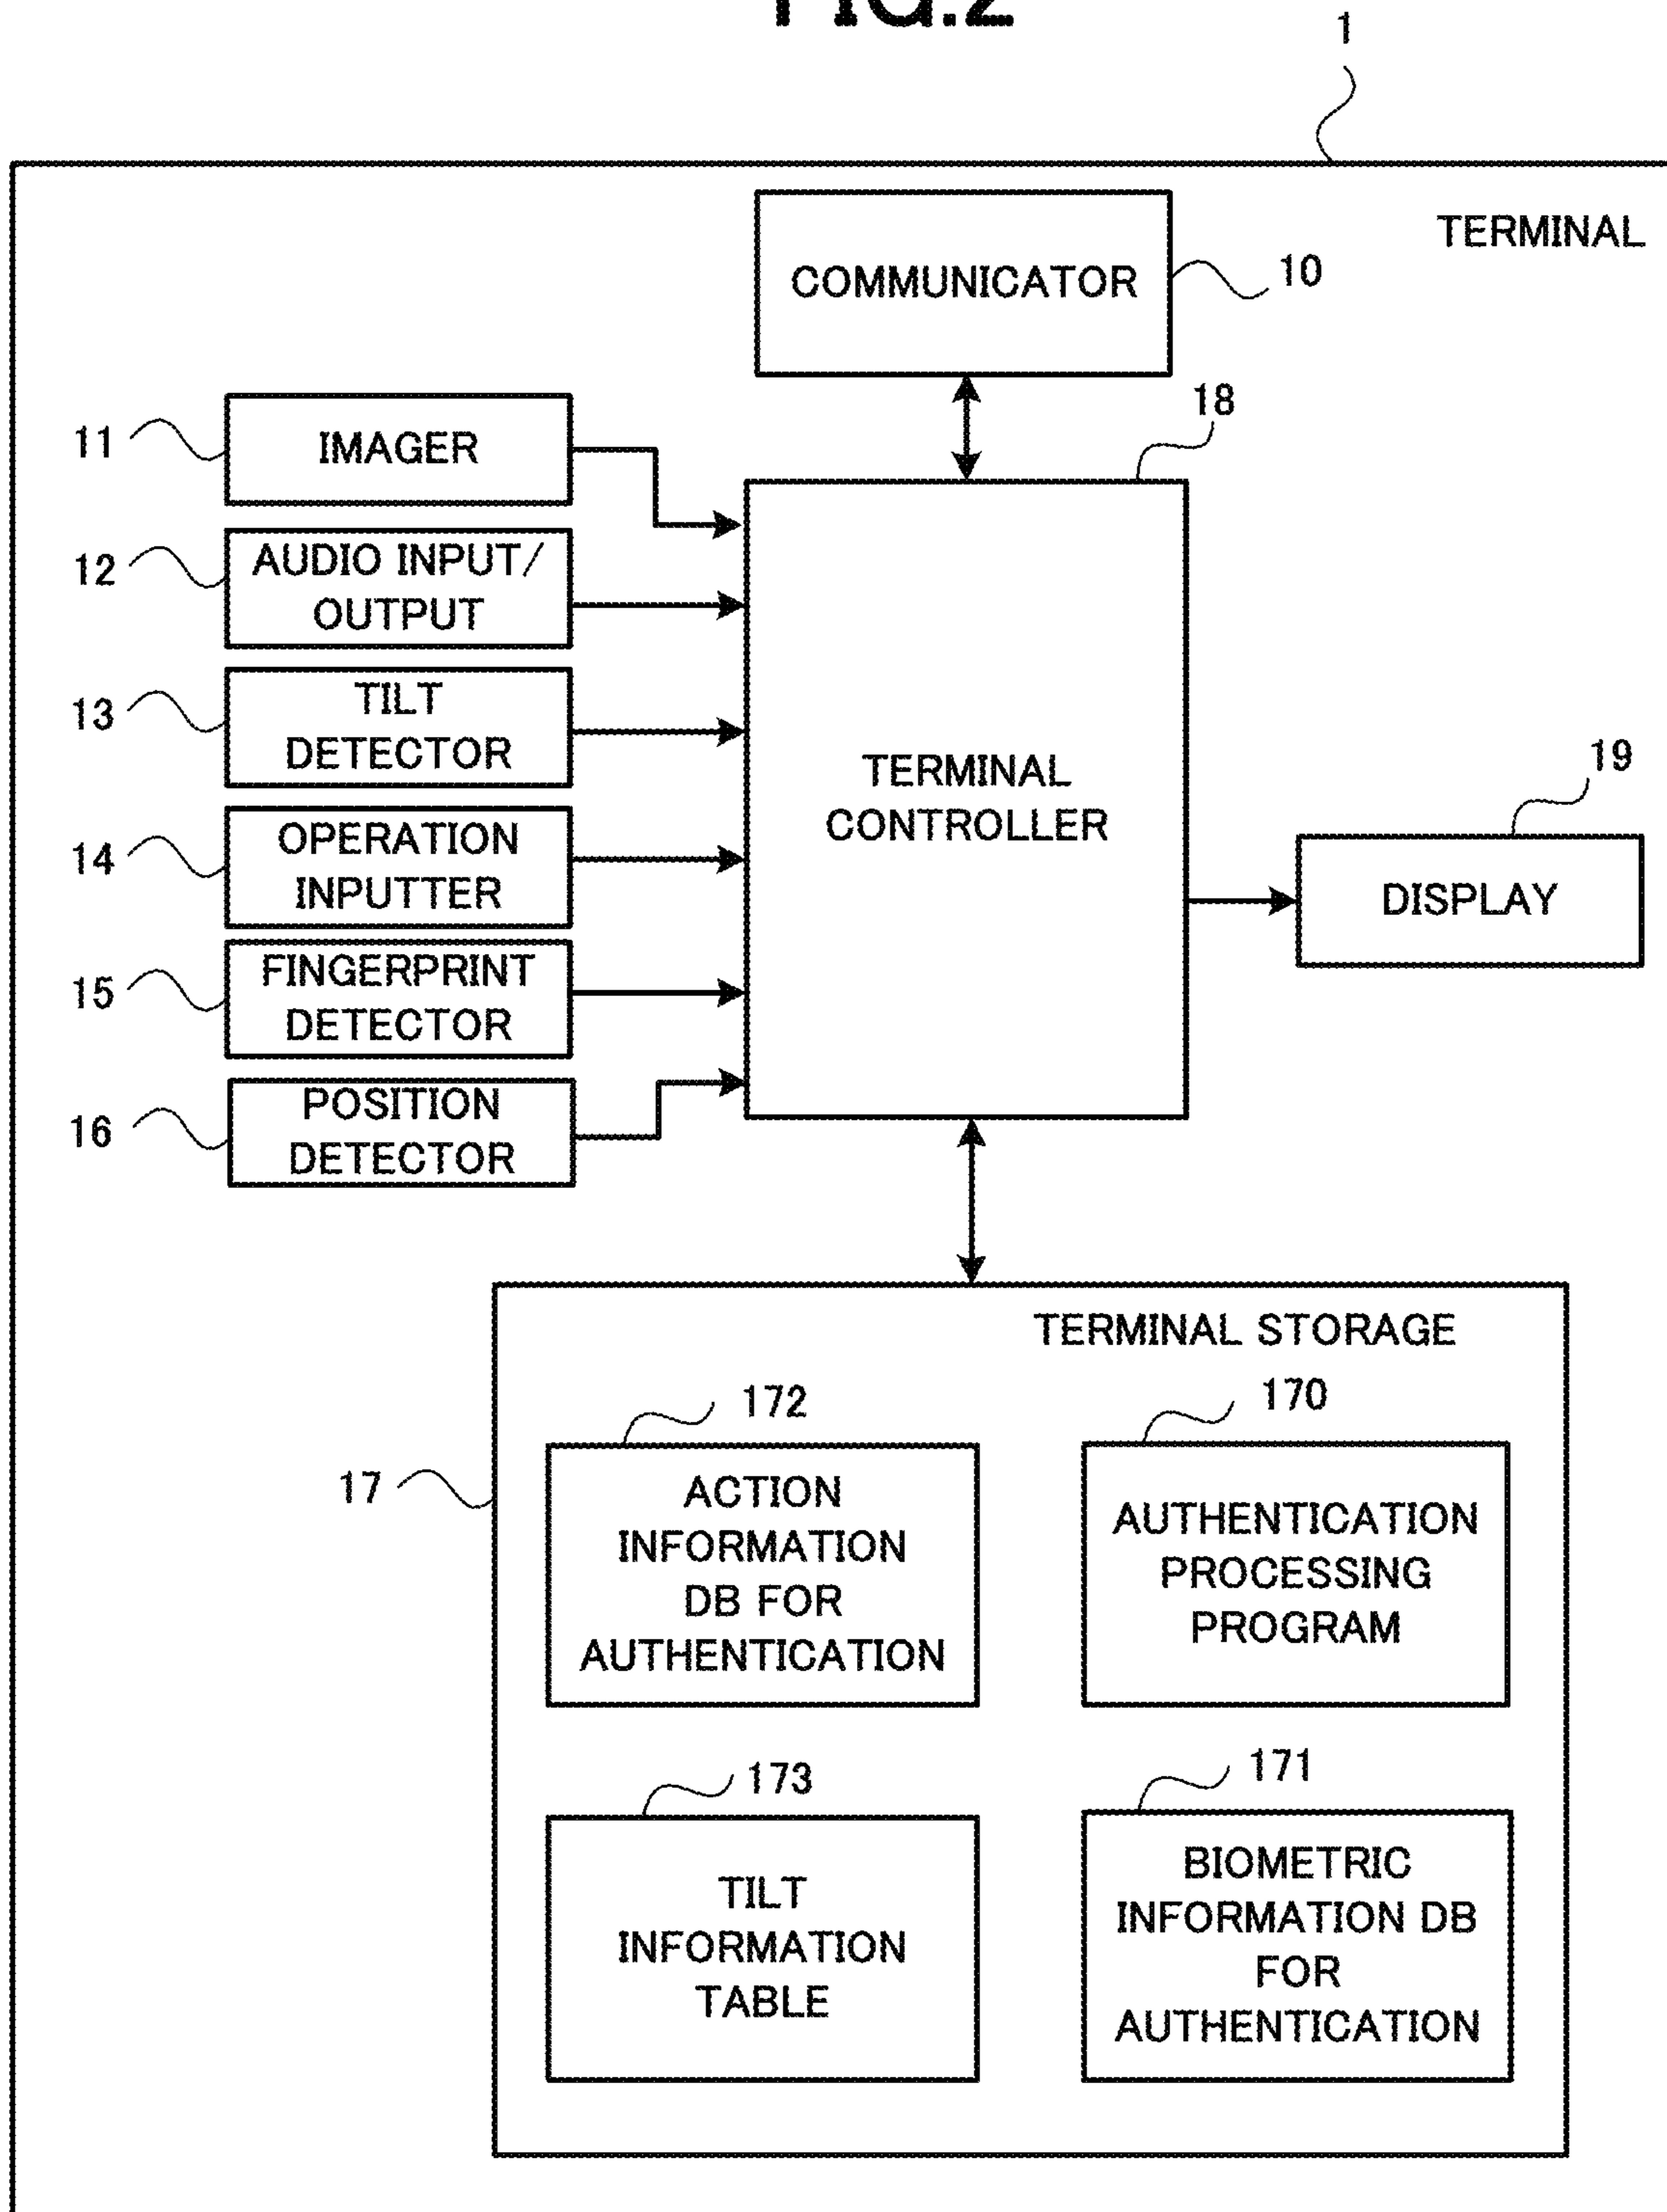 FIG.2
1
TERMINAL
COMMUNICATOR
10
18
11
IMAGER
12
AUDIO INPUT/
OUTPUT
13
TILT
DETECTOR
14
OPERATION
INPUTTER
15
FINGERPRINT
DETECTOR
16
POSITION
DETECTOR
TERMINAL
CONTROLLER
19
DISPLAY
TERMINAL STORAGE
17
172
ACTION
INFORMATION
DB FOR
AUTHENTICATION
170
AUTHENTICATION
PROCESSING
PROGRAM
173
TILT
INFORMATION
TABLE
171
BIOMETRIC
INFORMATION DB
FOR
AUTHENTICATION